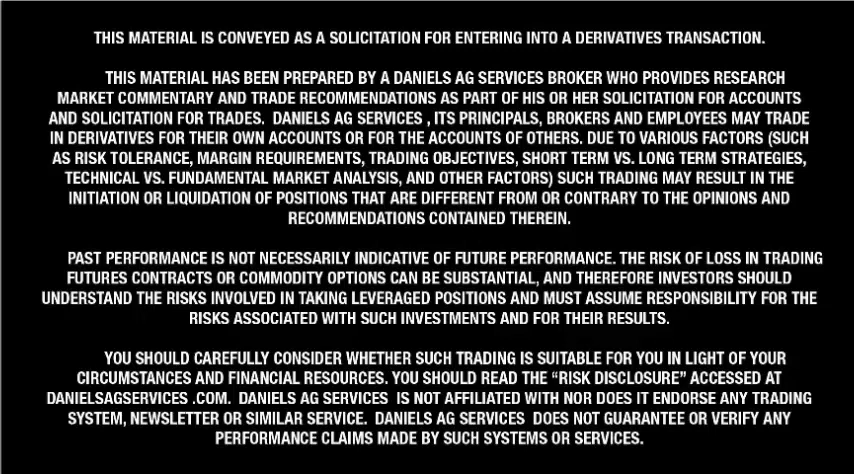 THIS MATERIAL IS CONVEYED AS A SOLICITATION FOR ENTERING INTO A DERIVATIVES TRANSACTION.
THIS MATERIAL HAS BEEN PREPARED BY A DANIELS AG SERVICES BROKER WHO PROVIDES RESEARCH
MARKET COMMENTARY AND TRADE RECOMMENDATIONS AS PART OF HIS OR HER SOLICITATION FOR ACCOUNTS
AND SOLICITATION FOR TRADES. DANIELS AG SERVICES , ITS PRINCIPALS, BROKERS AND EMPLOYEES MAY TRADE
IN DERIVATIVES FOR THEIR OWN ACCOUNTS OR FOR THE ACCOUNTS OF OTHERS. DUE TO VARIOUS FACTORS (SUCH
AS RISK TOLERANCE, MARGIN REQUIREMENTS, TRADING OBJECTIVES, SHORT TERM VS. LONG TERM STRATEGIES,
TECHNICAL VS. FUNDAMENTAL MARKET ANALYSIS, AND OTHER FACTORS) SUCH TRADING MAY RESULT IN THE
INITIATION OR LIQUIDATION OF POSITIONS THAT ARE DIFFERENT FROM OR CONTRARY TO THE OPINIONS AND
RECOMMENDATIONS CONTAINED THEREIN.
PAST PERFORMANCE IS NOT NECESSARILY INDICATIVE OF FUTURE PERFORMANCE. THE RISK OF LOSS IN TRADING
FUTURES CONTRACTS OR COMMODITY OPTIONS CAN BE SUBSTANTIAL, AND THEREFORE INVESTORS SHOULD
UNDERSTAND THE RISKS INVOLVED IN TAKING LEVERAGED POSITIONS AND MUST ASSUME RESPONSIBILITY FOR THE
RISKS ASSOCIATED WITH SUCH INVESTMENTS AND FOR THEIR RESULTS.
YOU SHOULD CAREFULLY CONSIDER WHETHER SUCH TRADING IS SUITABLE FOR YOU IN LIGHT OF YOUR
CIRCUMSTANCES AND FINANCIAL RESOURCES. YOU SHOULD READ THE “RISK DISCLOSURE” ACCESSED AT
DANIELSAGSERVICES .COM. DANIELS AG SERVICES IS NOT AFFILIATED WITH NOR DOES IT ENDORSE ANY TRADING
SYSTEM, NEWSLETTER OR SIMILAR SERVICE. DANIELS AG SERVICES DOES NOT GUARANTEE OR VERIFY ANY
PERFORMANCE CLAIMS MADE BY SUCH SYSTEMS OR SERVICES.